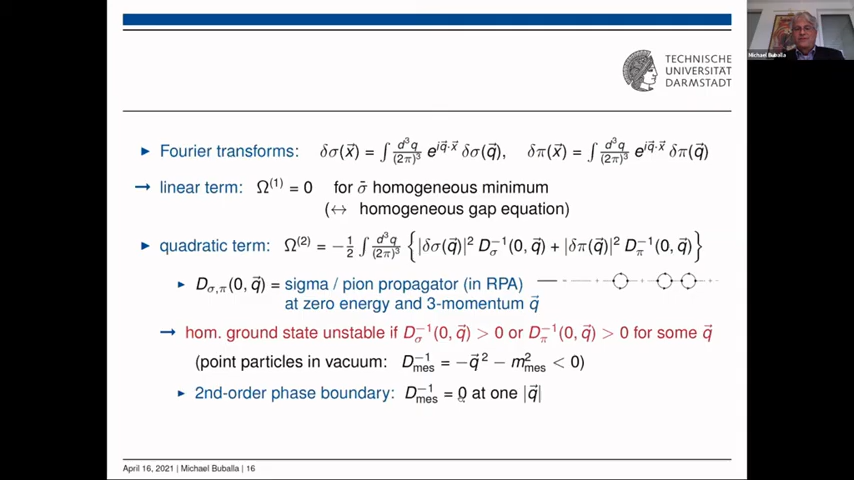 Michael Buballa
TECHNISCHE
UNIVERSITÄT
DARMSTADT
▸ Fourier transforms: δσ(x⃗) = ∫ d³q/(2π)³ e^{iq⃗·x⃗} δσ(q⃗), δπ(x⃗) = ∫ d³q/(2π)³ e^{iq⃗·x⃗} δπ(q⃗)
→ linear term: Ω⁽¹⁾ = 0 for σ̄ homogeneous minimum
(↔ homogeneous gap equation)
▸ quadratic term: Ω⁽²⁾ = −½ ∫ d³q/(2π)³ {|δσ(q⃗)|² D_σ⁻¹(0, q⃗) + |δπ(q⃗)|² D_π⁻¹(0, q⃗)}
▸ D_{σ,π}(0, q⃗) = sigma / pion propagator (in RPA)
at zero energy and 3-momentum q⃗
→ hom. ground state unstable if D_σ⁻¹(0, q⃗) > 0 or D_π⁻¹(0, q⃗) > 0 for some q⃗
(point particles in vacuum: D_mes⁻¹ = −q⃗² − m²_mes < 0)
▸ 2nd-order phase boundary: D_mes⁻¹ = 0 at one |q⃗|
April 16, 2021 | Michael Buballa | 16